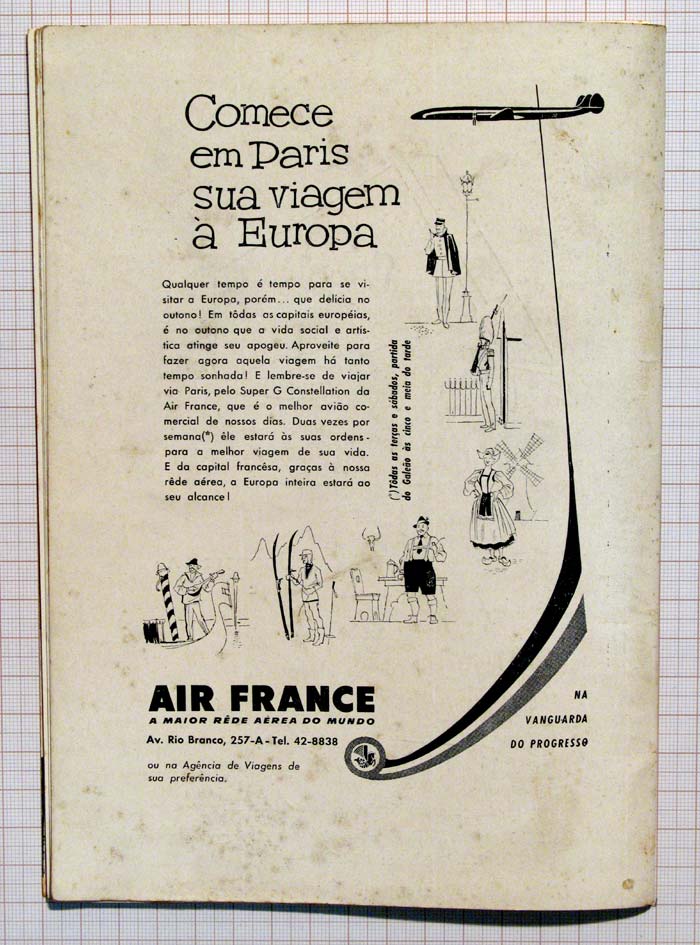 Comece
em Paris
sua viagem
à Europa
Qualquer tempo é tempo para se vi-
sitar a Europa, porém... que delícia no
outono! Em tôdas as capitais européias,
é no outono que a vida social e artís-
tica atinge seu apogeu. Aproveite para
fazer agora aquela viagem há tanto
tempo sonhada! E lembre-se de viajar
via Paris, pelo Super G Constellation da
Air France, que é o melhor avião co-
mercial de nossos dias. Duas vezes por
semana(*) êle estará às suas ordens -
para a melhor viagem de sua vida.
E da capital francêsa, graças à nossa
rêde aérea, a Europa inteira estará ao
seu alcance!
(*) Tôdas as terças e sábados, partida
do Galeão às cinco e meia da tarde
AIR FRANCE
A MAIOR RÊDE AÉREA DO MUNDO
Av. Rio Branco, 257-A - Tel. 42-8838
ou na Agência de Viagens de
sua preferência.
NA
VANGUARDA
DO PROGRESSO